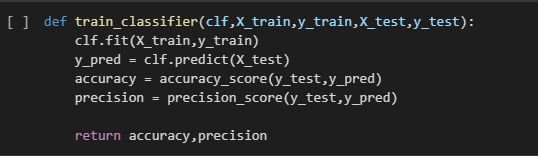 [ ] def train_classifier(clf,X_train,y_train,X_test,y_test):
clf.fit(X_train,y_train)
y_pred = clf.predict(X_test)
accuracy = accuracy_score(y_test,y_pred)
precision = precision_score(y_test,y_pred)
return accuracy,precision